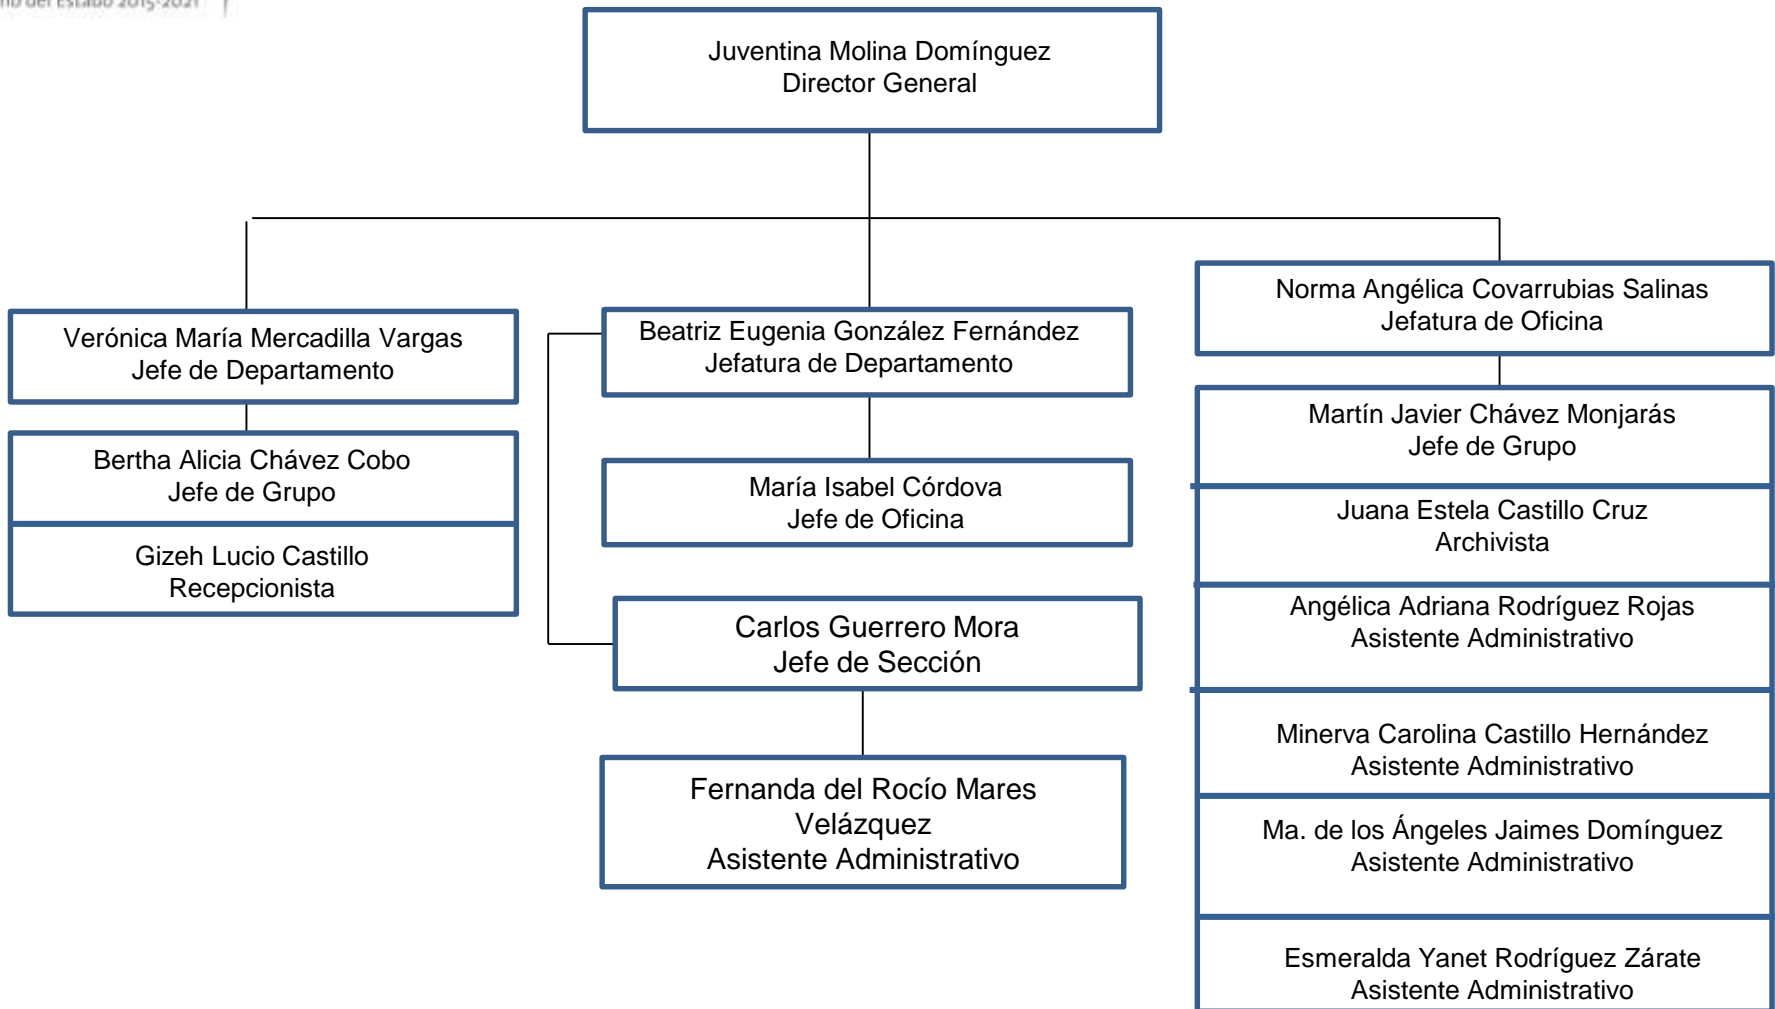 del Estado 2015-2021
Juventina Molina Domínguez
Director General
Verónica María Mercadilla Vargas
Jefe de Departamento
Bertha Alicia Chávez Cobo
Jefe de Grupo
Gizeh Lucio Castillo
Recepcionista
Beatriz Eugenia González Fernández
Jefatura de Departamento
María Isabel Córdova
Jefe de Oficina
Carlos Guerrero Mora
Jefe de Sección
Fernanda del Rocío Mares
Velázquez
Asistente Administrativo
Norma Angélica Covarrubias Salinas
Jefatura de Oficina
Martín Javier Chávez Monjarás
Jefe de Grupo
Juana Estela Castillo Cruz
Archivista
Angélica Adriana Rodríguez Rojas
Asistente Administrativo
Minerva Carolina Castillo Hernández
Asistente Administrativo
Ma. de los Ángeles Jaimes Domínguez
Asistente Administrativo
Esmeralda Yanet Rodríguez Zárate
Asistente Administrativo